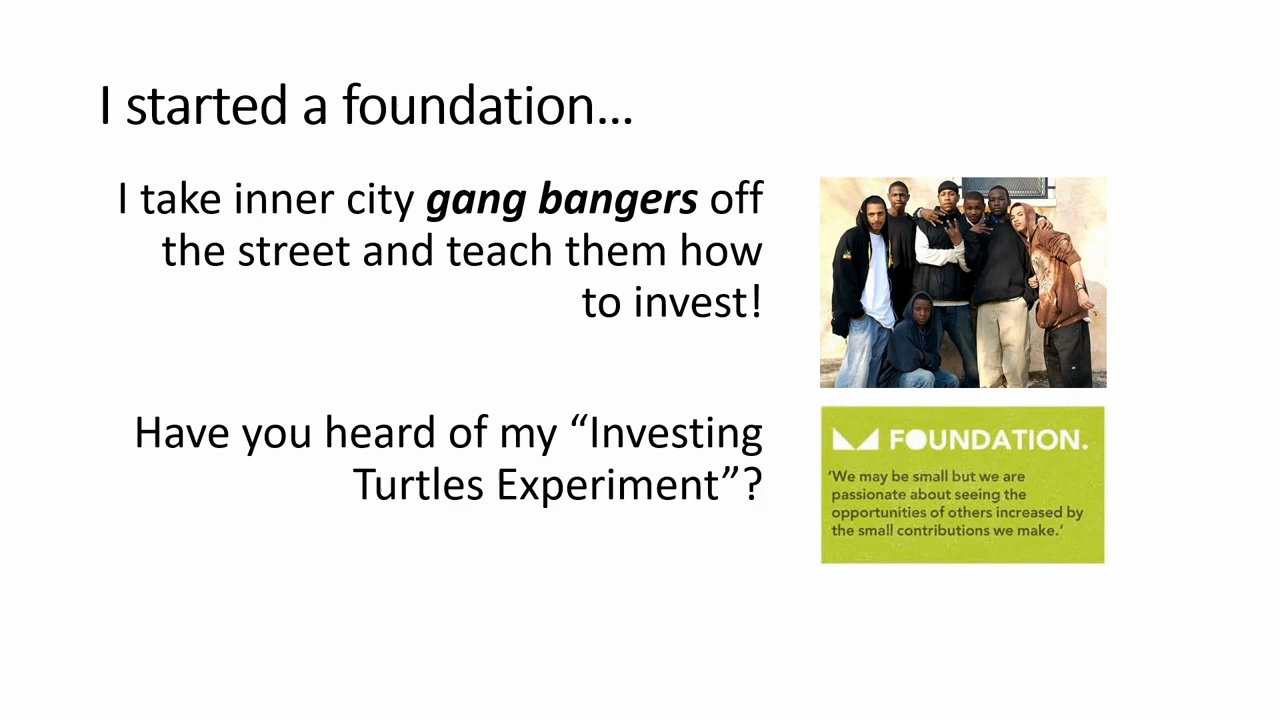 I started a foundation...
I take inner city gang bangers off
the street and teach them how
to invest!
Have you heard of my “Investing
Turtles Experiment”?
FOUNDATION.
‘We may be small but we are
passionate about seeing the
opportunities of others increased by
the small contributions we make.’